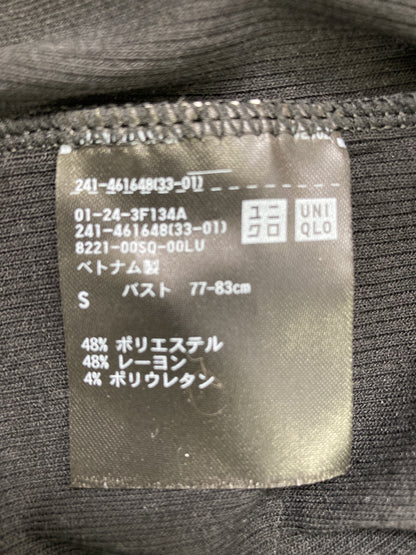 241-461648(33-01)
01-24-3F134A
241-461648(33-01)
8221-00SQ-00LU
ユニ
クロ
UNI
QLO
ベトナム製
S バスト 77-83cm
48% ポリエステル
48% レーヨン
4% ポリウレタン